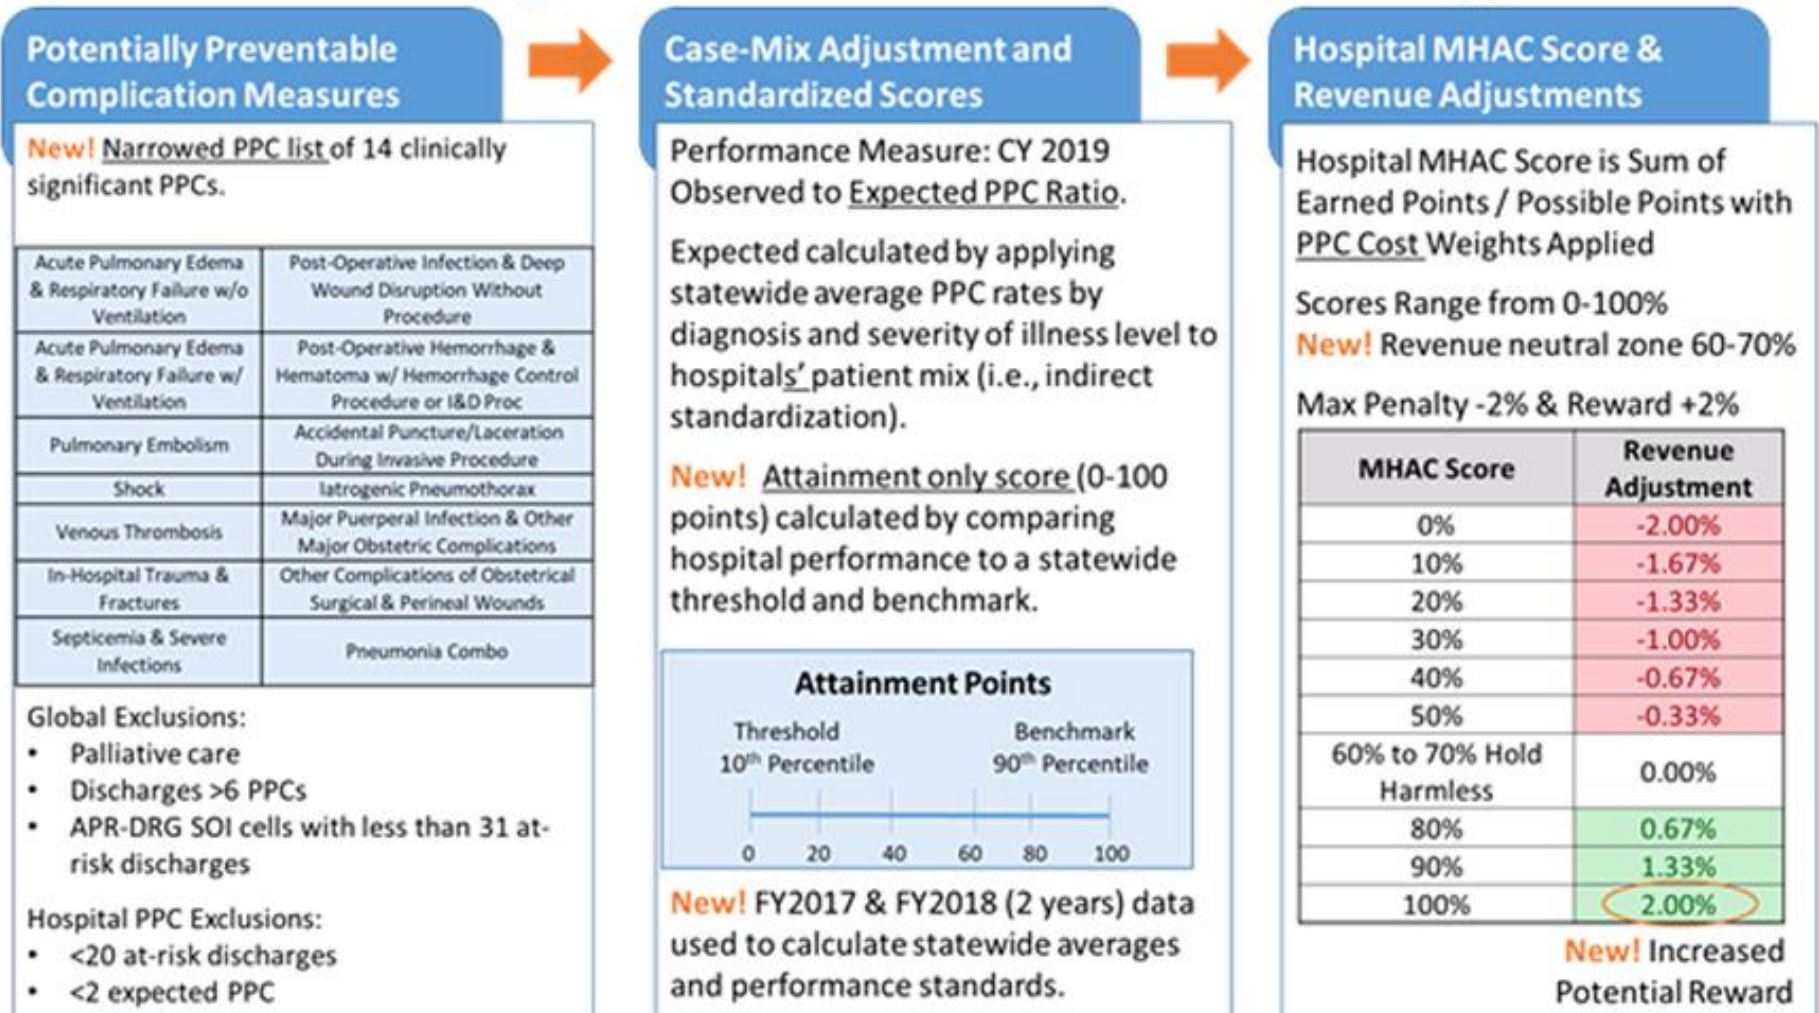 Potentially Preventable
Complication Measures
New! Narrowed PPC list of 14 clinically
significant PPCs.
Acute Pulmonary Edema
& Respiratory Failure w/o
Ventilation
Post-Operative Infection & Deep
Wound Disruption Without
Procedure
Acute Pulmonary Edema
& Respiratory Failure w/
Ventilation
Post-Operative Hemorrhage &
Hematoma w/ Hemorrhage Control
Procedure or I&D Proc
Pulmonary Embolism
Accidental Puncture/Laceration
During Invasive Procedure
Shock
Iatrogenic Pneumothorax
Venous Thrombosis
Major Puerperal Infection & Other
Major Obstetric Complications
In-Hospital Trauma &
Fractures
Other Complications of Obstetrical
Surgical & Perineal Wounds
Septicemia & Severe
Infections
Pneumonia Combo
Global Exclusions:
• Palliative care
• Discharges >6 PPCs
• APR-DRG SOI cells with less than 31 at-
risk discharges
Hospital PPC Exclusions:
• <20 at-risk discharges
• <2 expected PPC
Case-Mix Adjustment and
Standardized Scores
Performance Measure: CY 2019
Observed to Expected PPC Ratio.
Expected calculated by applying
statewide average PPC rates by
diagnosis and severity of illness level to
hospitals' patient mix (i.e., indirect
standardization).
New! Attainment only score (0-100
points) calculated by comparing
hospital performance to a statewide
threshold and benchmark.
Attainment Points
Threshold
10th Percentile
Benchmark
90th Percentile
0 20 40 60 80 100
New! FY2017 & FY2018 (2 years) data
used to calculate statewide averages
and performance standards.
Hospital MHAC Score &
Revenue Adjustments
Hospital MHAC Score is Sum of
Earned Points / Possible Points with
PPC Cost Weights Applied
Scores Range from 0-100%
New! Revenue neutral zone 60-70%
Max Penalty -2% & Reward +2%
MHAC Score
Revenue
Adjustment
0% -2.00%
10% -1.67%
20% -1.33%
30% -1.00%
40% -0.67%
50% -0.33%
60% to 70% Hold
Harmless
0.00%
80% 0.67%
90% 1.33%
100% 2.00%
New! Increased
Potential Reward